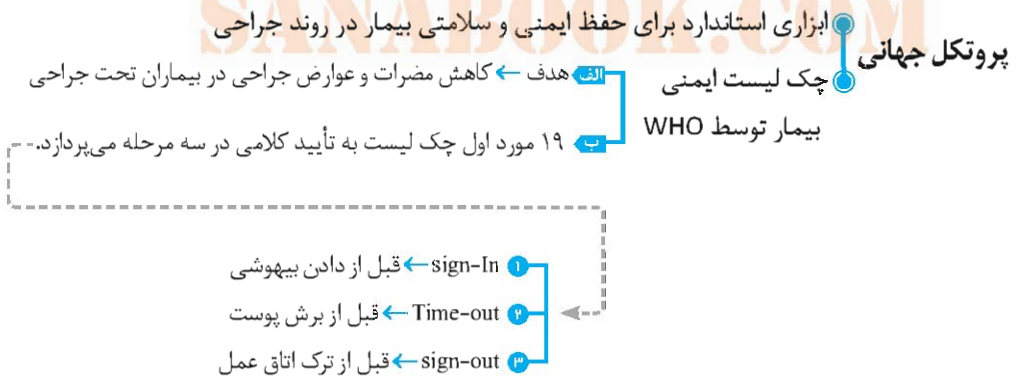 SANABOOK.COM
پروتکل جهانی
ابزاری استاندارد برای حفظ ایمنی و سلامتی بیمار در روند جراحی
چک لیست ایمنی
بیمار توسط WHO
الف هدف ← کاهش مضرات و عوارض جراحی در بیماران تحت جراحی
ب ۱۹ مورد اول چک لیست به تأیید کلامی در سه مرحله می‌پردازد.
۱ sign-In ← قبل از دادن بیهوشی
۲ Time-out ← قبل از برش پوست
۳ sign-out ← قبل از ترک اتاق عمل